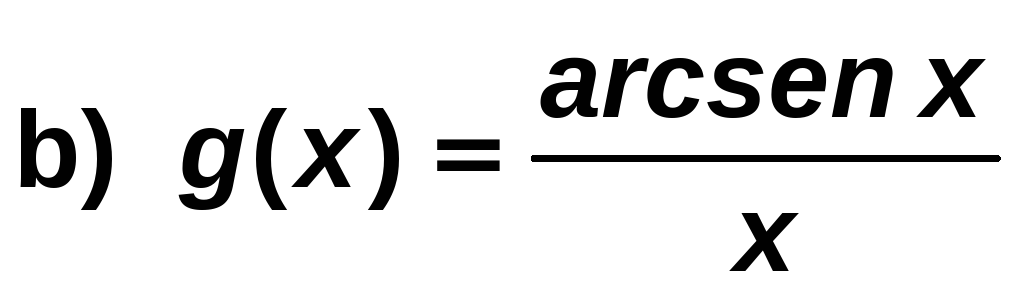 b) g(x) = arcsen x / x